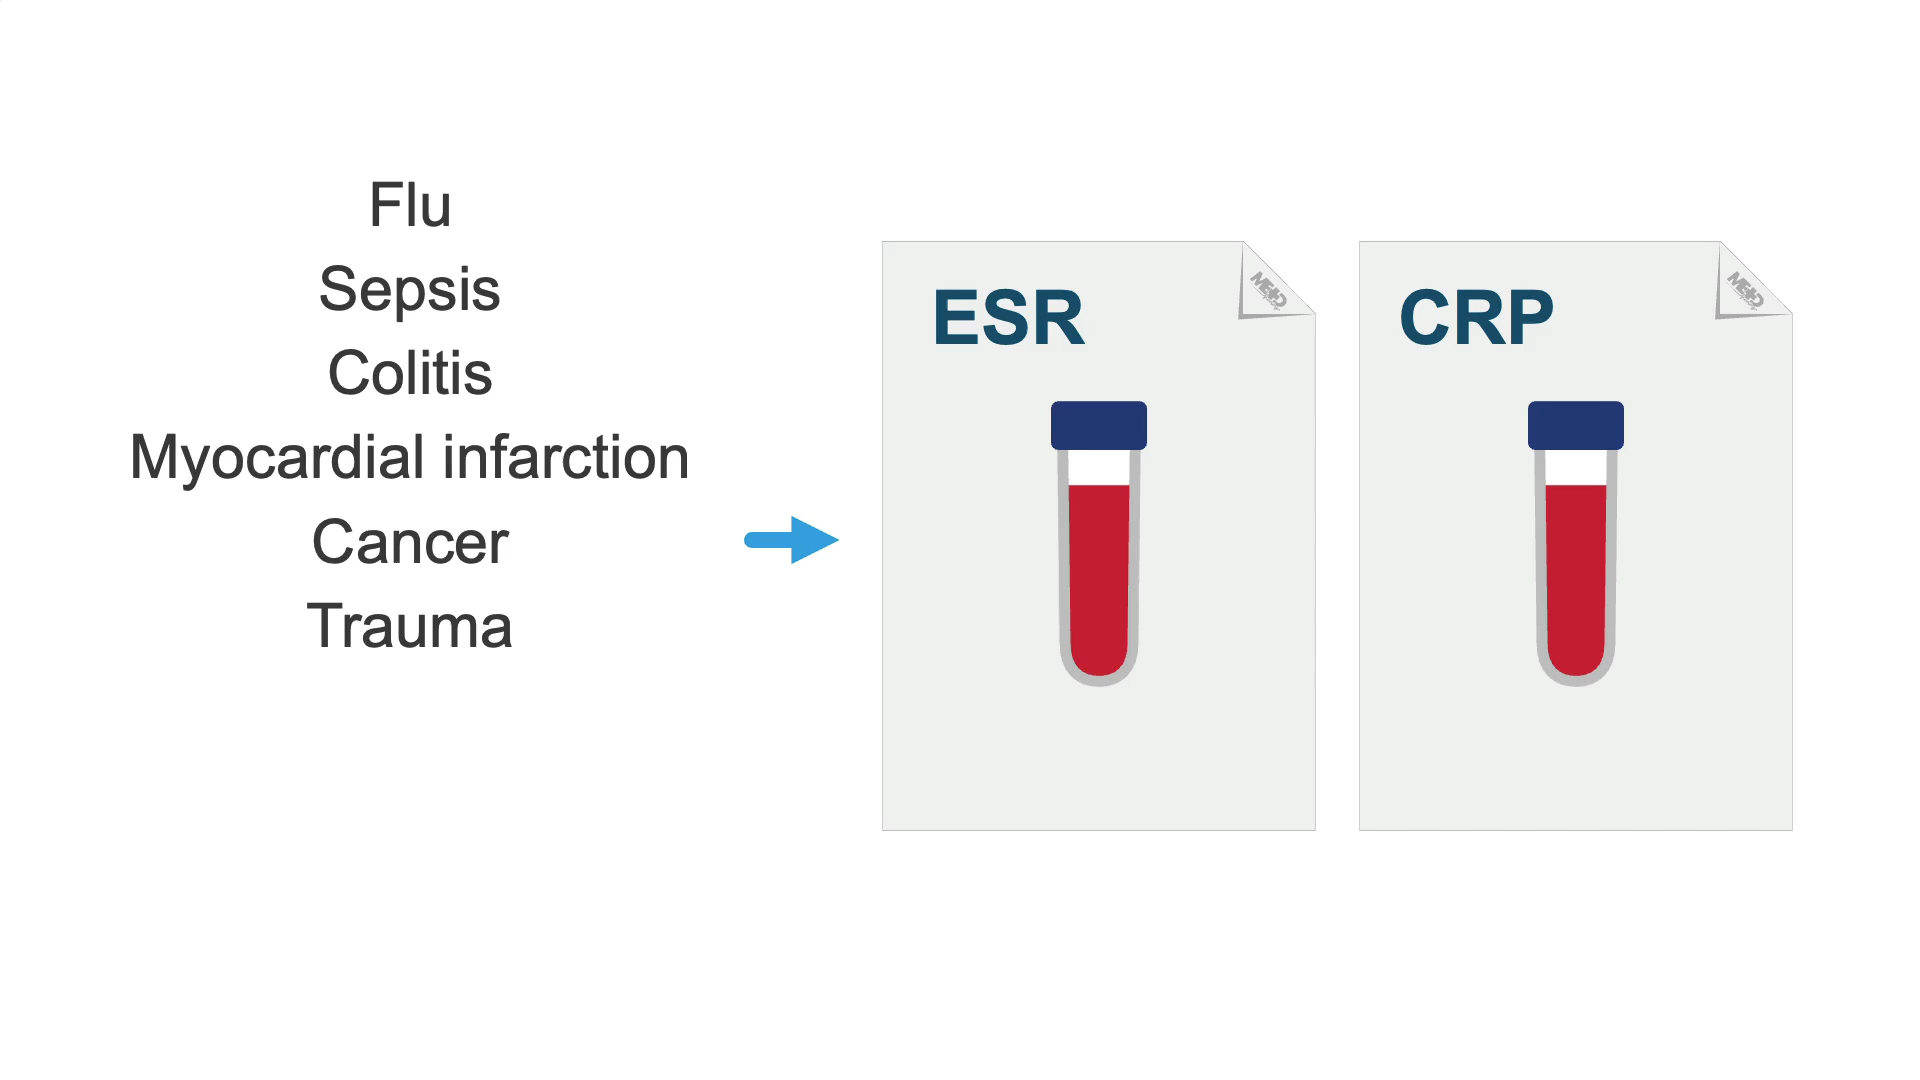 Flu
Sepsis
Colitis
Myocardial infarction
Cancer
Trauma
ESR
CRP